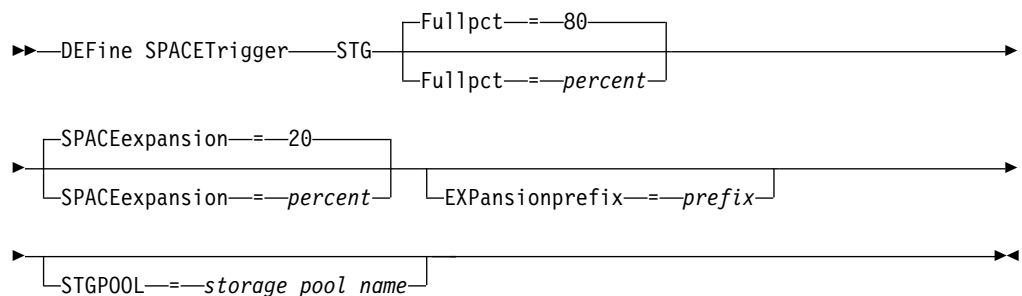 Fullpct = 80
DEFine SPACETrigger STG
Fullpct = percent
SPACEexpansion = 20
SPACEexpansion = percent
EXPansionprefix = prefix
STGPOOL = storage pool name